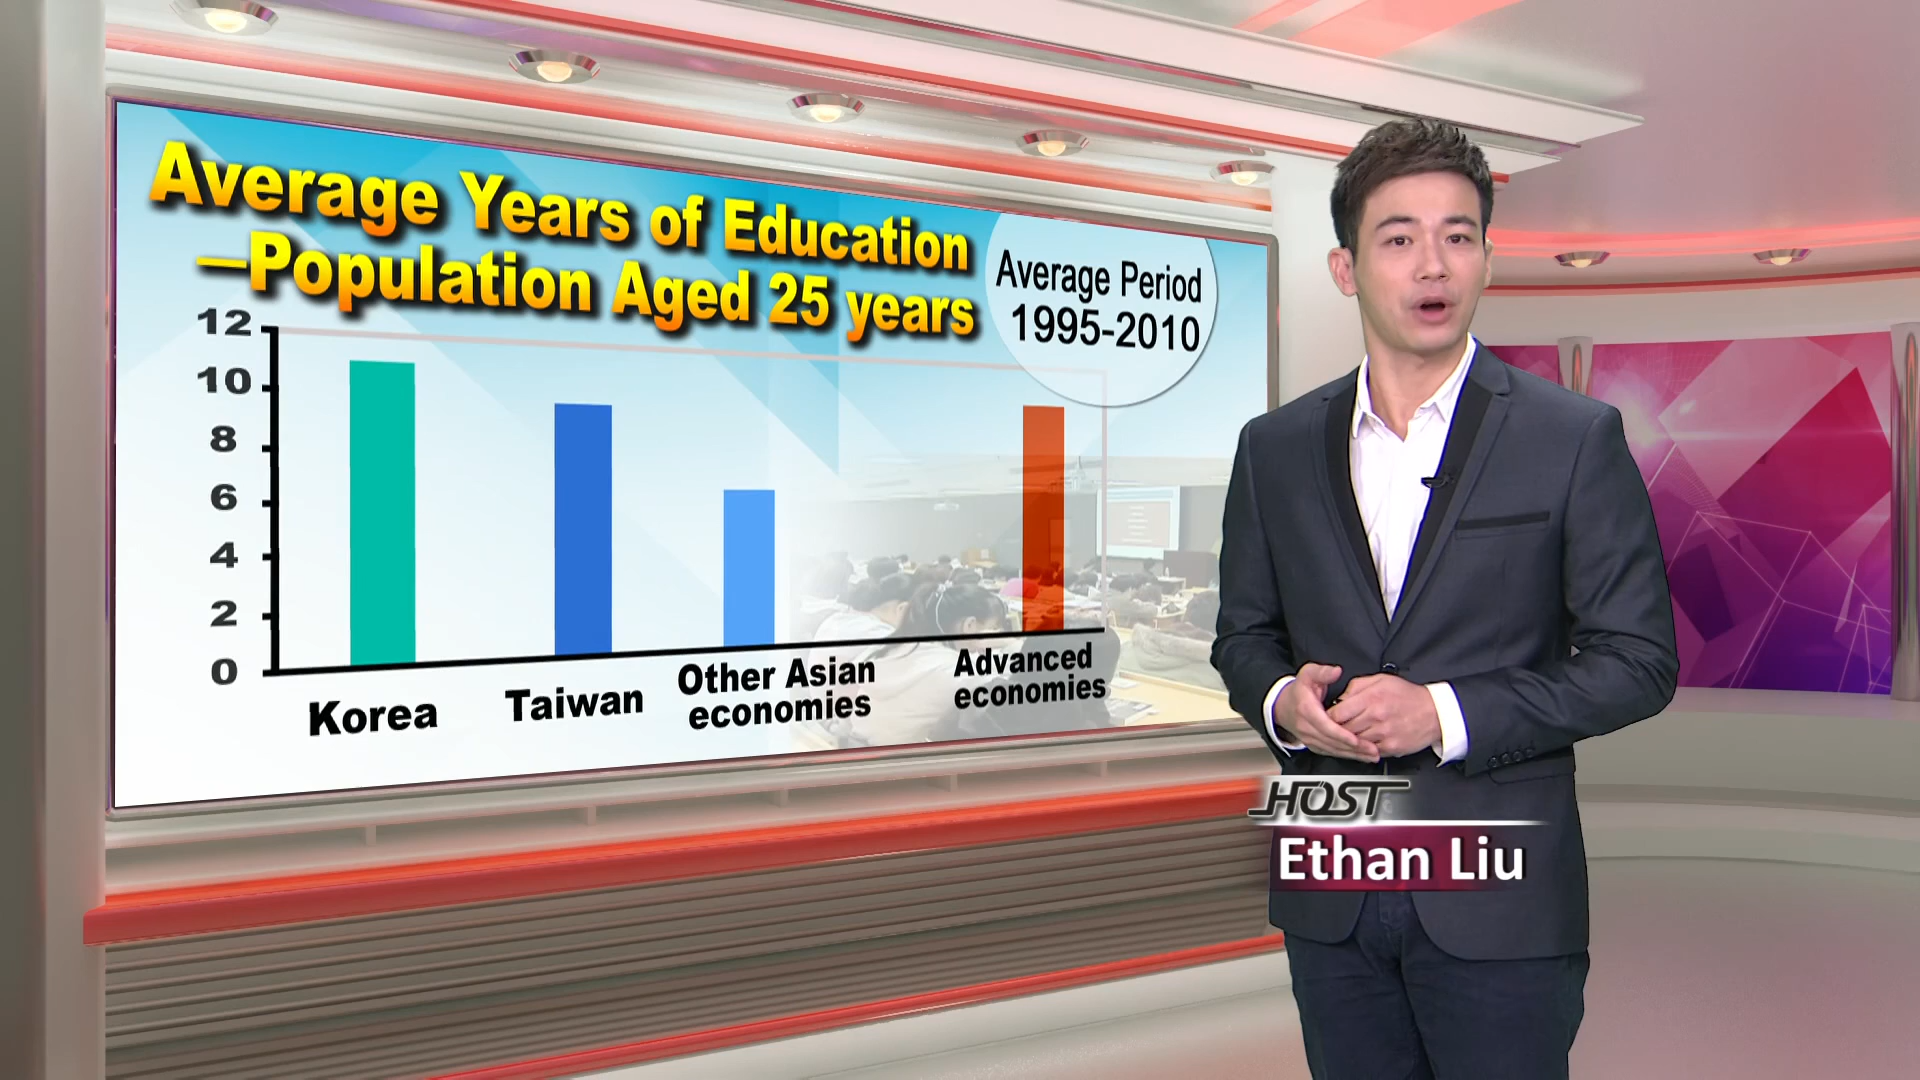 Average Years of Education
—Population Aged 25 years
Average Period
1995-2010
12
10
8
6
4
2
0
Korea
Taiwan
Other Asian
economies
Advanced
economies
HOST
Ethan Liu